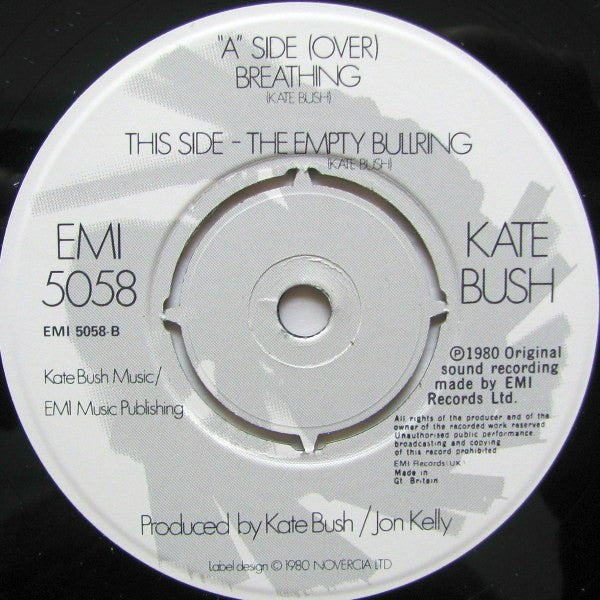 "A" SIDE (OVER)
BREATHING
(KATE BUSH)
THIS SIDE - THE EMPTY BULLRING
(KATE BUSH)
EMI
5058
EMI 5058-B
Kate Bush Music/
EMI Music Publishing
KATE
BUSH
Ⓟ1980 Original
sound recording
made by EMI
Records Ltd.
All rights of the producer and of the
owner of the recorded work reserved
Unauthorised public performance
broadcasting and copying
of this record prohibited
EMI Records (UK)
Made in
Gt. Britain
Produced by Kate Bush / Jon Kelly
Label design © 1980 NOVERCIA LTD